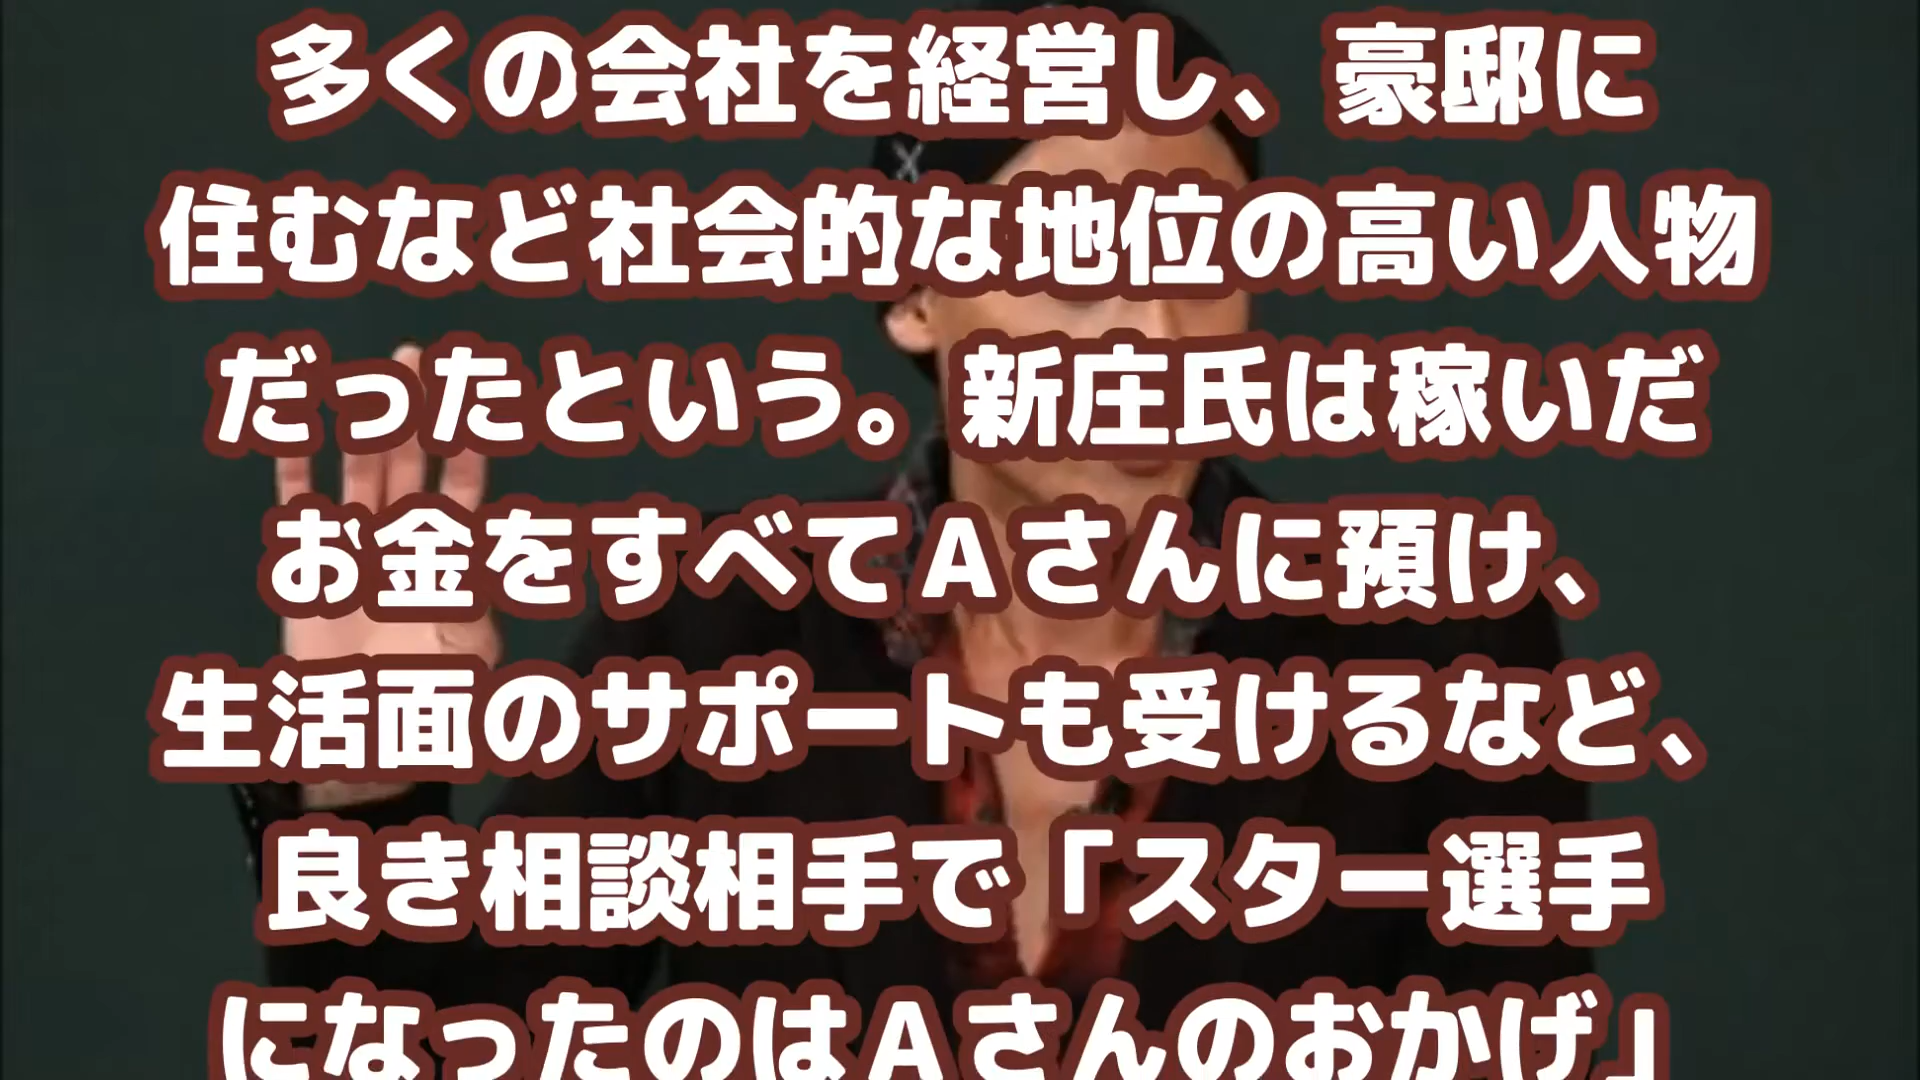 多くの会社を経営し、豪邸に
住むなど社会的な地位の高い人物
だったという。新庄氏は稼いだ
お金をすべてＡさんに預け、
生活面のサポートも受けるなど、
良き相談相手で「スター選手
になったのはＡさんのおかげ」